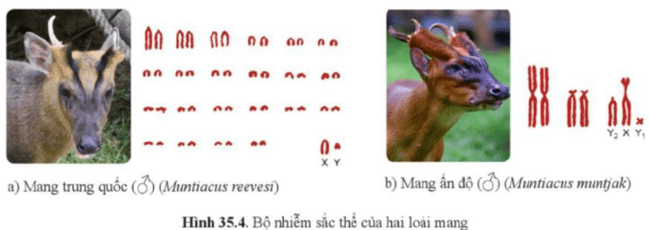 X Y
Y₂ X Y₁
a) Mang trung quốc (♂) (Muntiacus reevesi)
b) Mang ấn độ (♂) (Muntiacus muntjak)
Hình 35.4. Bộ nhiễm sắc thể của hai loài mang